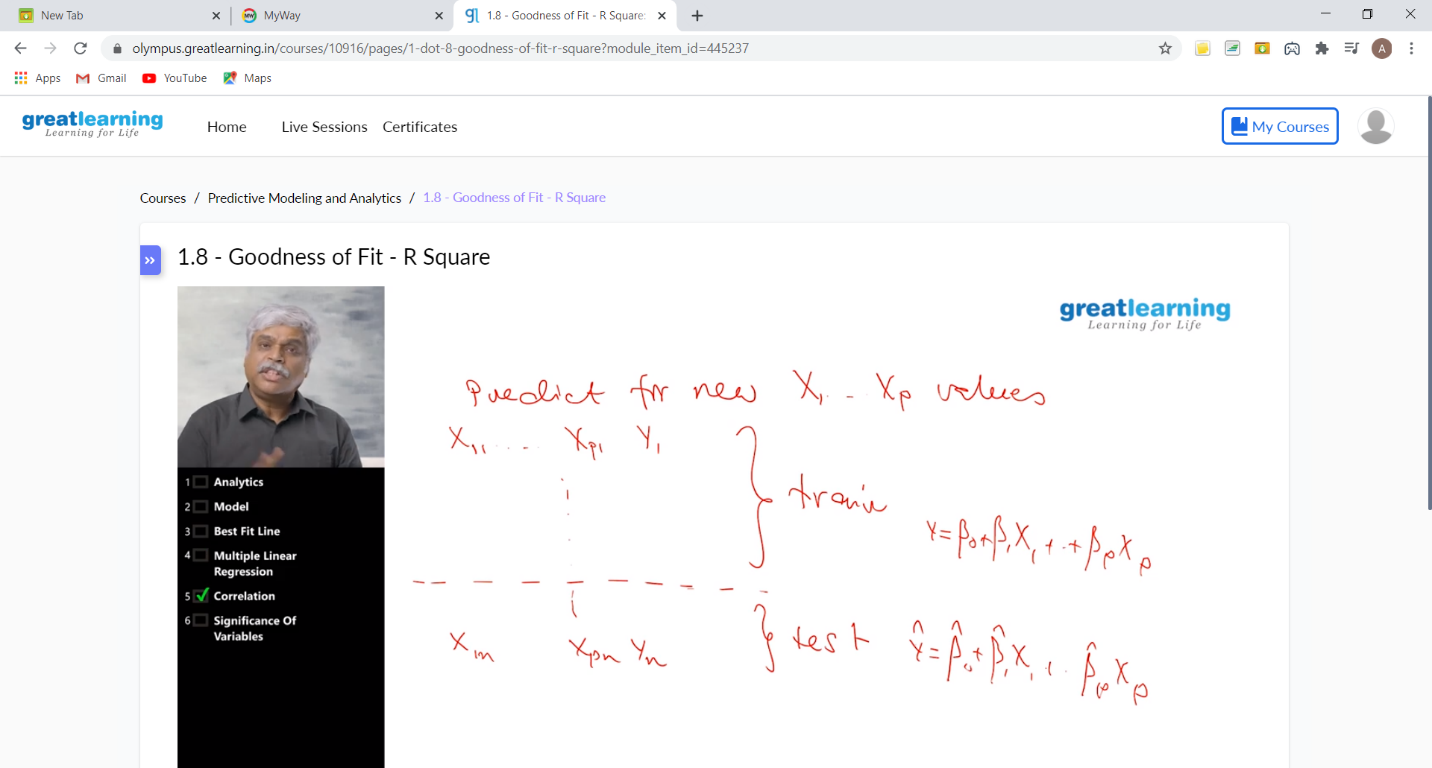 New Tab
MyWay
1.8 - Goodness of Fit - R Square:
olympus.greatlearning.in/courses/10916/pages/1-dot-8-goodness-of-fit-r-square?module_item_id=445237
A
Apps Gmail YouTube Maps
greatlearning
Learning for Life
Home Live Sessions Certificates
My Courses
Courses / Predictive Modeling and Analytics / 1.8 - Goodness of Fit - R Square
» 1.8 - Goodness of Fit - R Square
greatlearning
Learning for Life
1 Analytics
2 Model
3 Best Fit Line
4 Multiple Linear
Regression
5 ✓ Correlation
6 Significance Of
Variables
Predict for new X₁ .. Xp values
X₁₁ .... Xp₁ Y₁
train
Y = β₀ + β₁X₁ + .. + βpXp
X₁n Xpn Yn
test
Ŷ = β̂₀ + β̂₁X₁ + .. β̂pXp